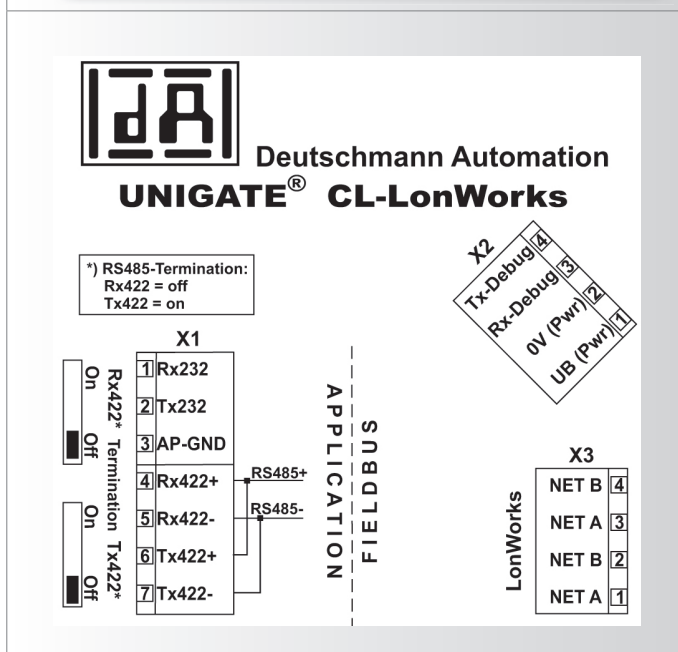 dA
Deutschmann Automation
UNIGATE® CL-LonWorks
*) RS485-Termination:
Rx422 = off
Tx422 = on
X2
4 Tx-Debug
3 Rx-Debug
2 0V (Pwr)
1 UB (Pwr)
X1
1 Rx232
2 Tx232
3 AP-GND
4 Rx422+
5 Rx422-
6 Tx422+
7 Tx422-
RS485+
RS485-
Rx422* Termination Tx422*
On
Off
On
Off
APPLICATION
FIELDBUS
X3
LonWorks
NET B 4
NET A 3
NET B 2
NET A 1